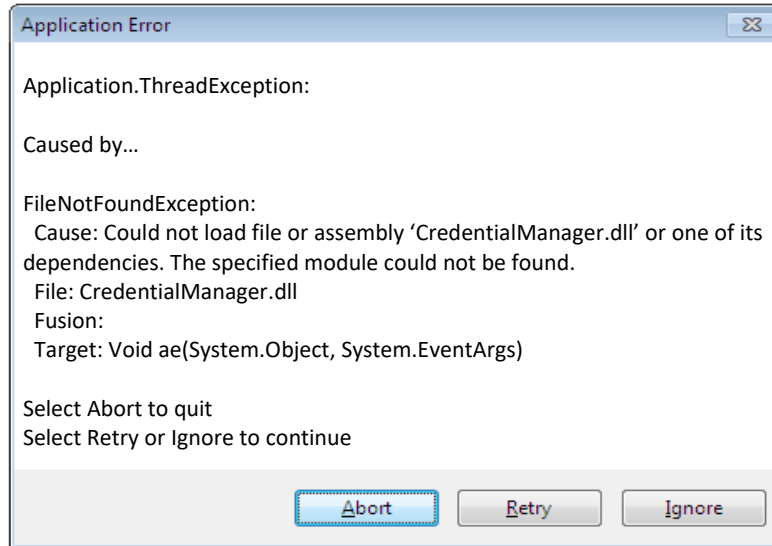 Application Error
Application.ThreadException:
Caused by…
FileNotFoundException:
Cause: Could not load file or assembly ‘CredentialManager.dll’ or one of its
dependencies. The specified module could not be found.
File: CredentialManager.dll
Fusion:
Target: Void ae(System.Object, System.EventArgs)
Select Abort to quit
Select Retry or Ignore to continue
Abort
Retry
Ignore